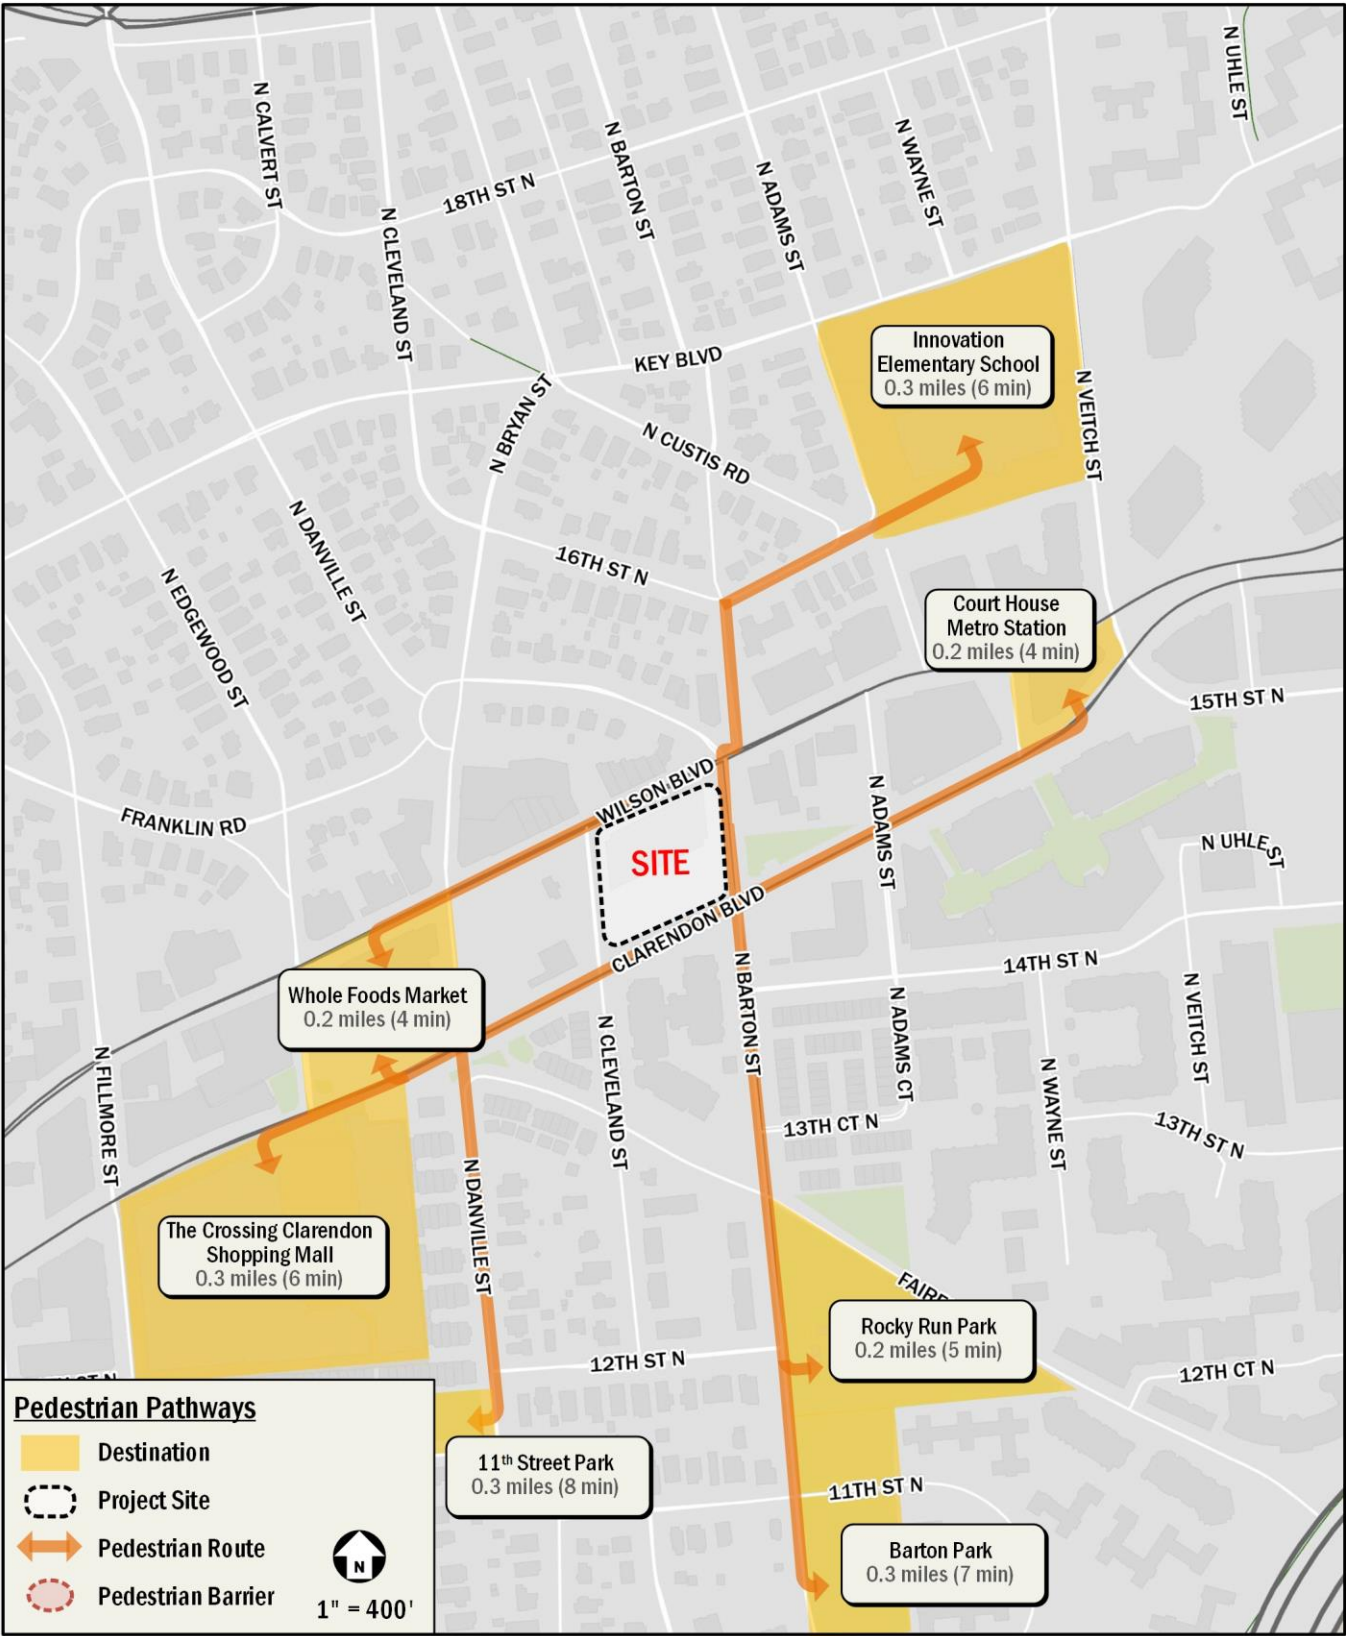 N UHLE ST
N CALVERT ST
N BARTON ST
N WAYNE ST
N ADAMS ST
18TH ST N
N CLEVELAND ST
Innovation
Elementary School
0.3 miles (6 min)
KEY BLVD
N VEITCH ST
N BRYAN ST
N CUSTIS RD
N DANVILLE ST
16TH ST N
N EDGEWOOD ST
Court House
Metro Station
0.2 miles (4 min)
15TH ST N
WILSON BLVD
FRANKLIN RD
N ADAMS ST
N UHLE ST
SITE
CLARENDON BLVD
14TH ST N
N BARTON ST
Whole Foods Market
0.2 miles (4 min)
N VEITCH ST
N ADAMS CT
N CLEVELAND ST
N FILLMORE ST
N WAYNE ST
13TH CT N
13TH ST N
N DANVILLE ST
The Crossing Clarendon
Shopping Mall
0.3 miles (6 min)
Rocky Run Park
0.2 miles (5 min)
12TH ST N
12TH CT N
11th Street Park
0.3 miles (8 min)
11TH ST N
Barton Park
0.3 miles (7 min)
Pedestrian Pathways
Destination
Project Site
Pedestrian Route
Pedestrian Barrier
N
1" = 400'